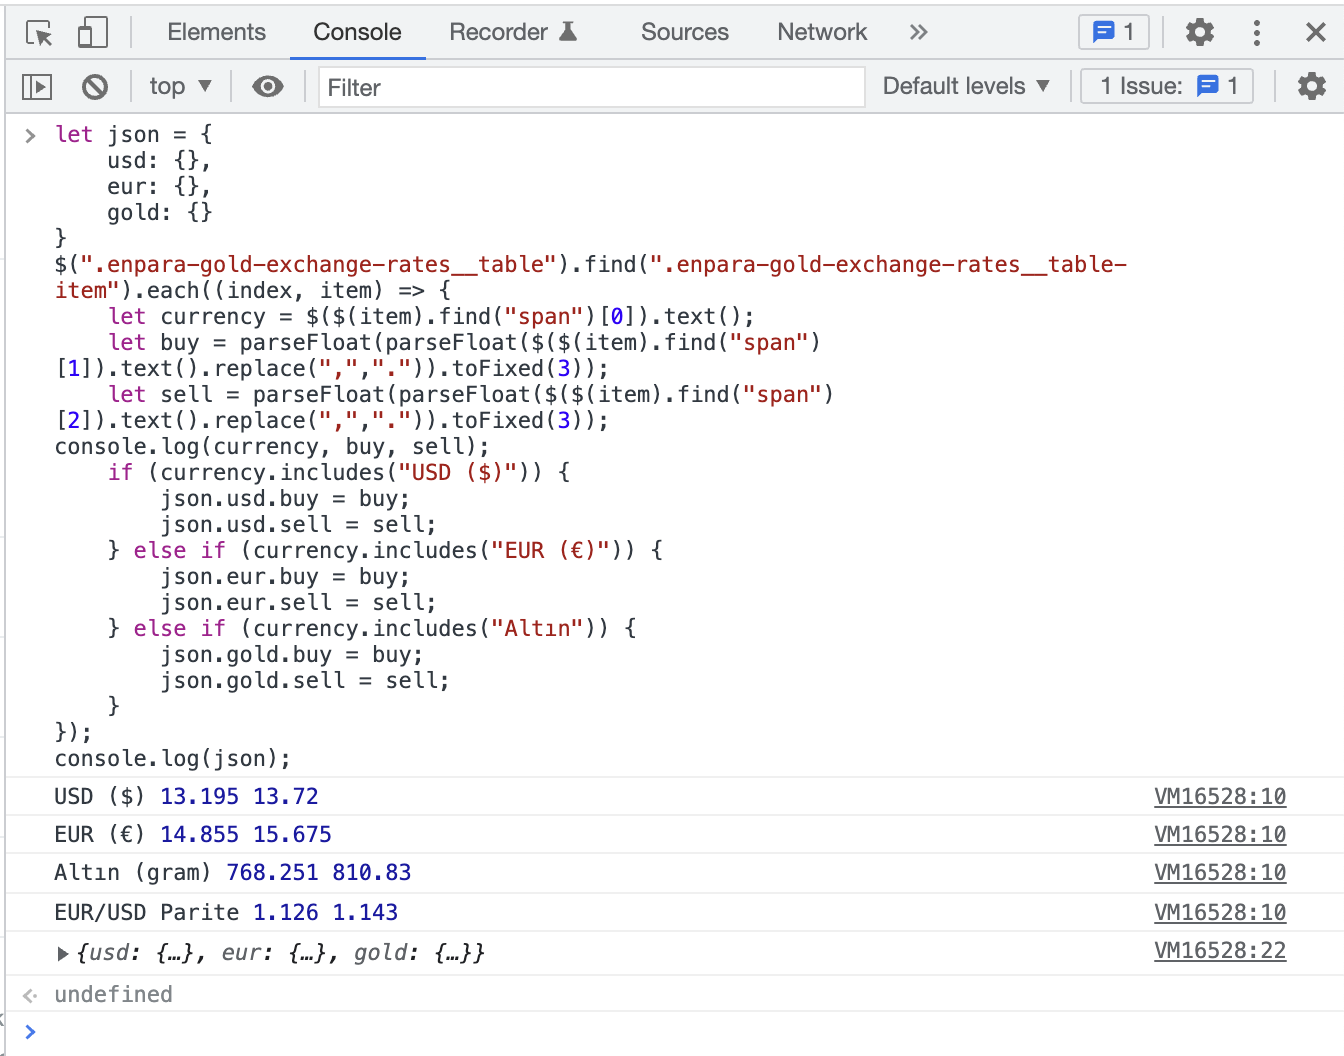 Elements Console Recorder Sources Network 1
top Filter Default levels 1 Issue: 1
let json = {
    usd: {},
    eur: {},
    gold: {}
}
$(".enpara-gold-exchange-rates__table").find(".enpara-gold-exchange-rates__table-
item").each((index, item) => {
    let currency = $($(item).find("span")[0]).text();
    let buy = parseFloat(parseFloat($($(item).find("span")
[1]).text().replace(",",".")).toFixed(3));
    let sell = parseFloat(parseFloat($($(item).find("span")
[2]).text().replace(",",".")).toFixed(3));
console.log(currency, buy, sell);
    if (currency.includes("USD ($)")) {
        json.usd.buy = buy;
        json.usd.sell = sell;
    } else if (currency.includes("EUR (€)")) {
        json.eur.buy = buy;
        json.eur.sell = sell;
    } else if (currency.includes("Altın")) {
        json.gold.buy = buy;
        json.gold.sell = sell;
    }
});
console.log(json);
USD ($) 13.195 13.72 VM16528:10
EUR (€) 14.855 15.675 VM16528:10
Altın (gram) 768.251 810.83 VM16528:10
EUR/USD Parite 1.126 1.143 VM16528:10
{usd: {…}, eur: {…}, gold: {…}} VM16528:22
undefined